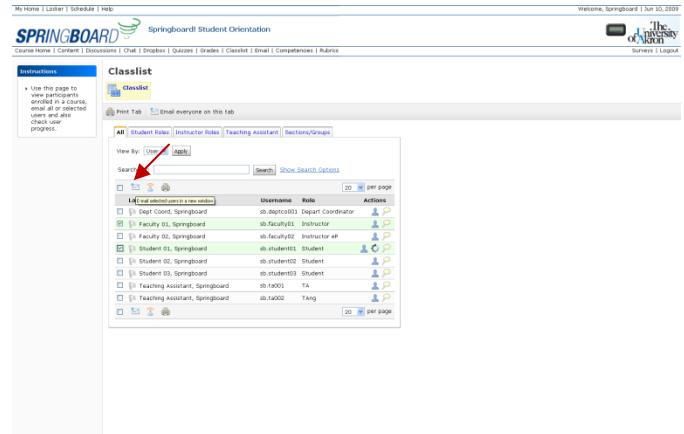 My Home | Locker | Schedule | Help
Welcome, Springboard | Jun 10, 2009
SPRINGBOARD
Springboard! Student Orientation
The University of Akron
Course Home | Content | Discussions | Chat | Dropbox | Quizzes | Grades | Classlist | Email | Competencies | Rubrics
Surveys | Logout
Instructions
Use this page to
view participants
enrolled in a course,
email all or selected
users and also
check user
progress.
Classlist
Classlist
Print Tab Email everyone on this tab
All Student Roles Instructor Roles Teaching Assistant Sections/Groups
View By: User Apply
Search Show Search Options
20 per page
E-mail selected users in a new window
Username Role Actions
Dept Coord, Springboard sb.deptco001 Depart Coordinator
Faculty 01, Springboard sb.faculty01 Instructor
Faculty 02, Springboard sb.faculty02 Instructor eP
Student 01, Springboard sb.student01 Student
Student 02, Springboard sb.student02 Student
Student 03, Springboard sb.student03 Student
Teaching Assistant, Springboard sb.ta001 TA
Teaching Assistant, Springboard sb.ta002 TAng
20 per page